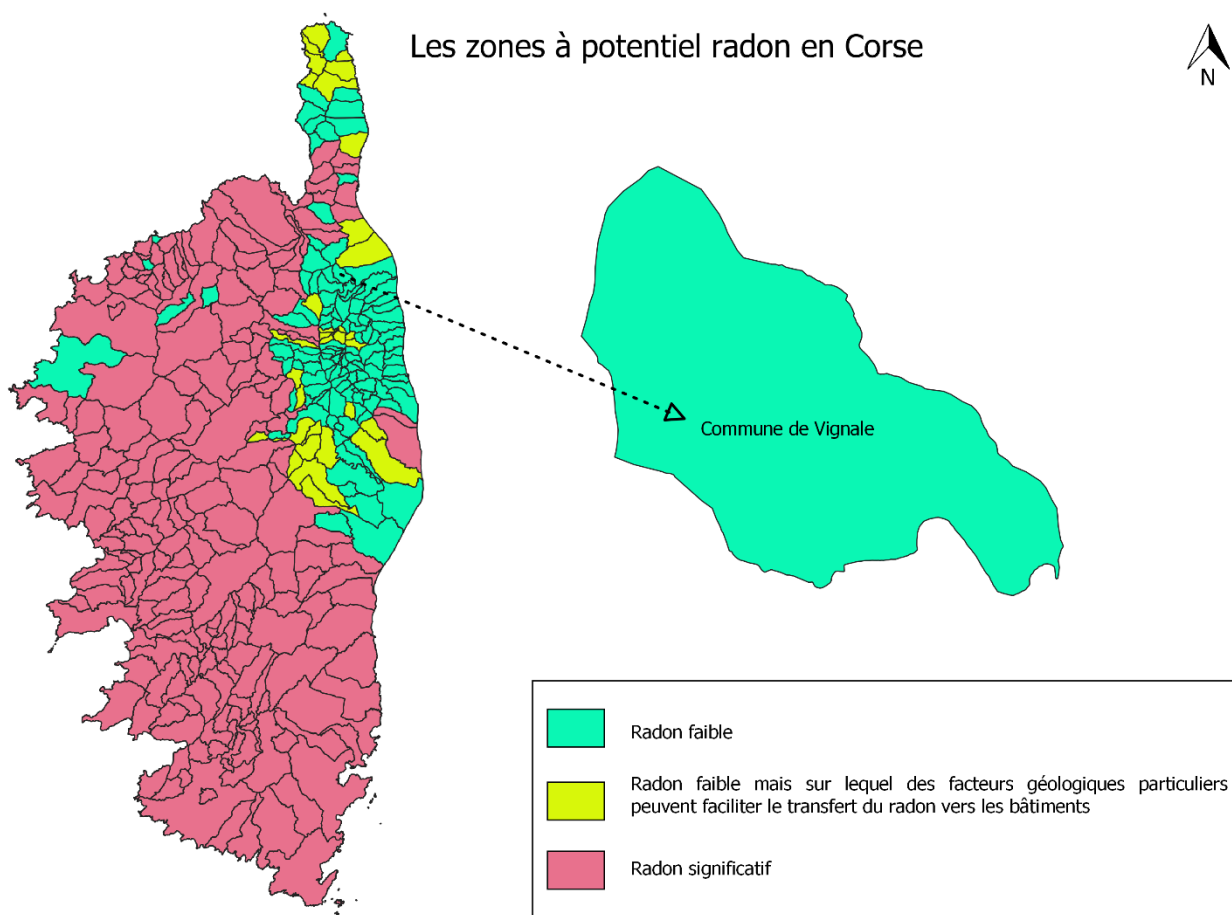 Les zones à potentiel radon en Corse
N
Commune de Vignale
Radon faible
Radon faible mais sur lequel des facteurs géologiques particuliers
peuvent faciliter le transfert du radon vers les bâtiments
Radon significatif